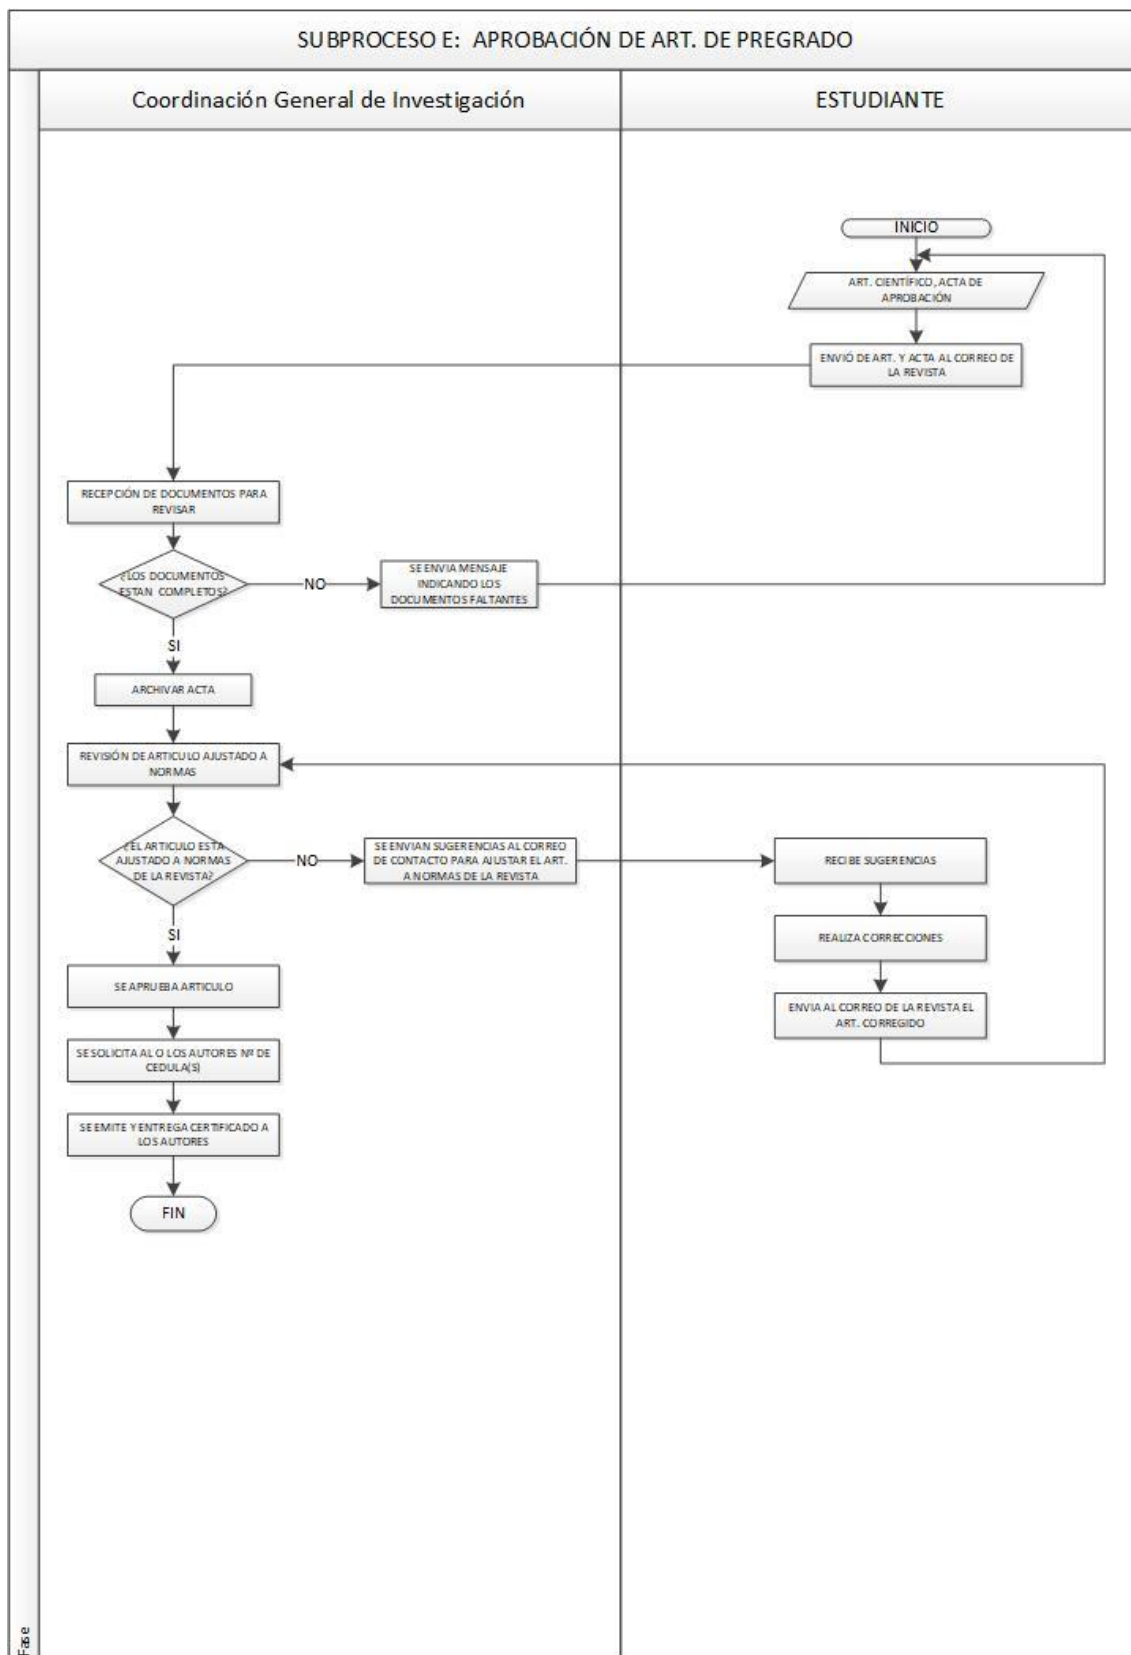 SUBPROCESO E: APROBACIÓN DE ART. DE PREGRADO
Coordinación General de Investigación
ESTUDIANTE
INICIO
ART. CIENTÍFICO, ACTA DE
APROBACIÓN
ENVIÓ DE ART. Y ACTA AL CORREO DE
LA REVISTA
RECEPCIÓN DE DOCUMENTOS PARA
REVISAR
¿LOS DOCUMENTOS
ESTAN COMPLETOS?
NO
SE ENVIA MENSAJE
INDICANDO LOS
DOCUMENTOS FALTANTES
SI
ARCHIVAR ACTA
REVISIÓN DE ARTICULO AJUSTADO A
NORMAS
¿EL ARTICULO ESTA
AJUSTADO A NORMAS
DE LA REVISTA?
NO
SE ENVIAN SUGERENCIAS AL CORREO
DE CONTACTO PARA AJUSTAR EL ART.
A NORMAS DE LA REVISTA
RECIBE SUGERENCIAS
REALIZA CORRECCIONES
ENVIA AL CORREO DE LA REVISTA EL
ART. CORREGIDO
SI
SE APRUEBA ARTICULO
SE SOLICITA AL O LOS AUTORES Nº DE
CEDULA(S)
SE EMITE Y ENTREGA CERTIFICADO A
LOS AUTORES
FIN
Fase